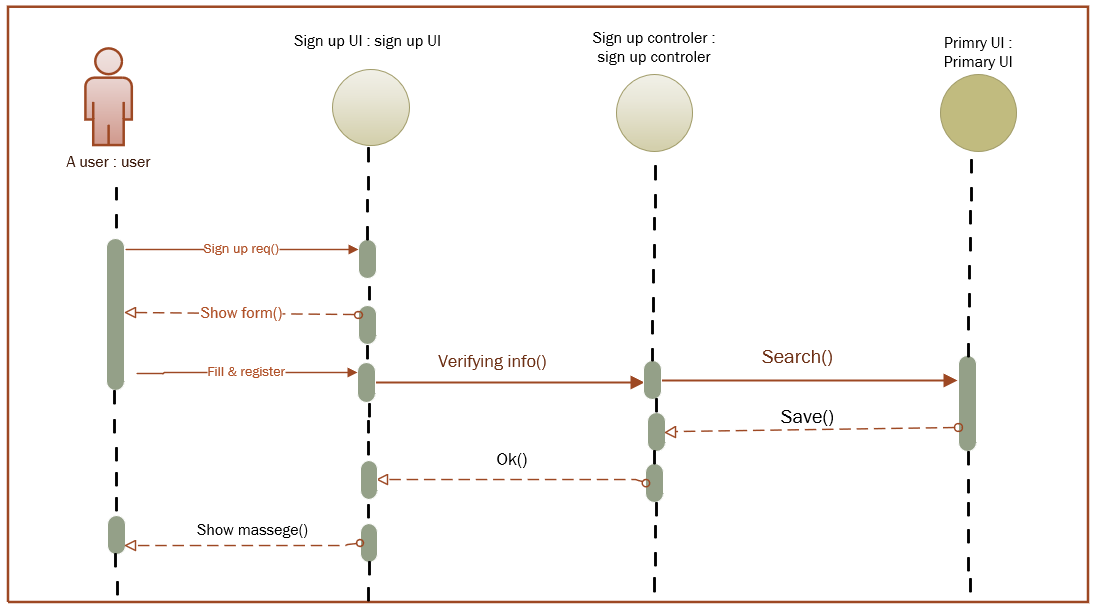 Sign up UI : sign up UI
Sign up controler :
sign up controler
Primry UI :
Primary UI
A user : user
Sign up req()
Show form()
Fill & register
Verifying info()
Search()
Save()
Ok()
Show massege()